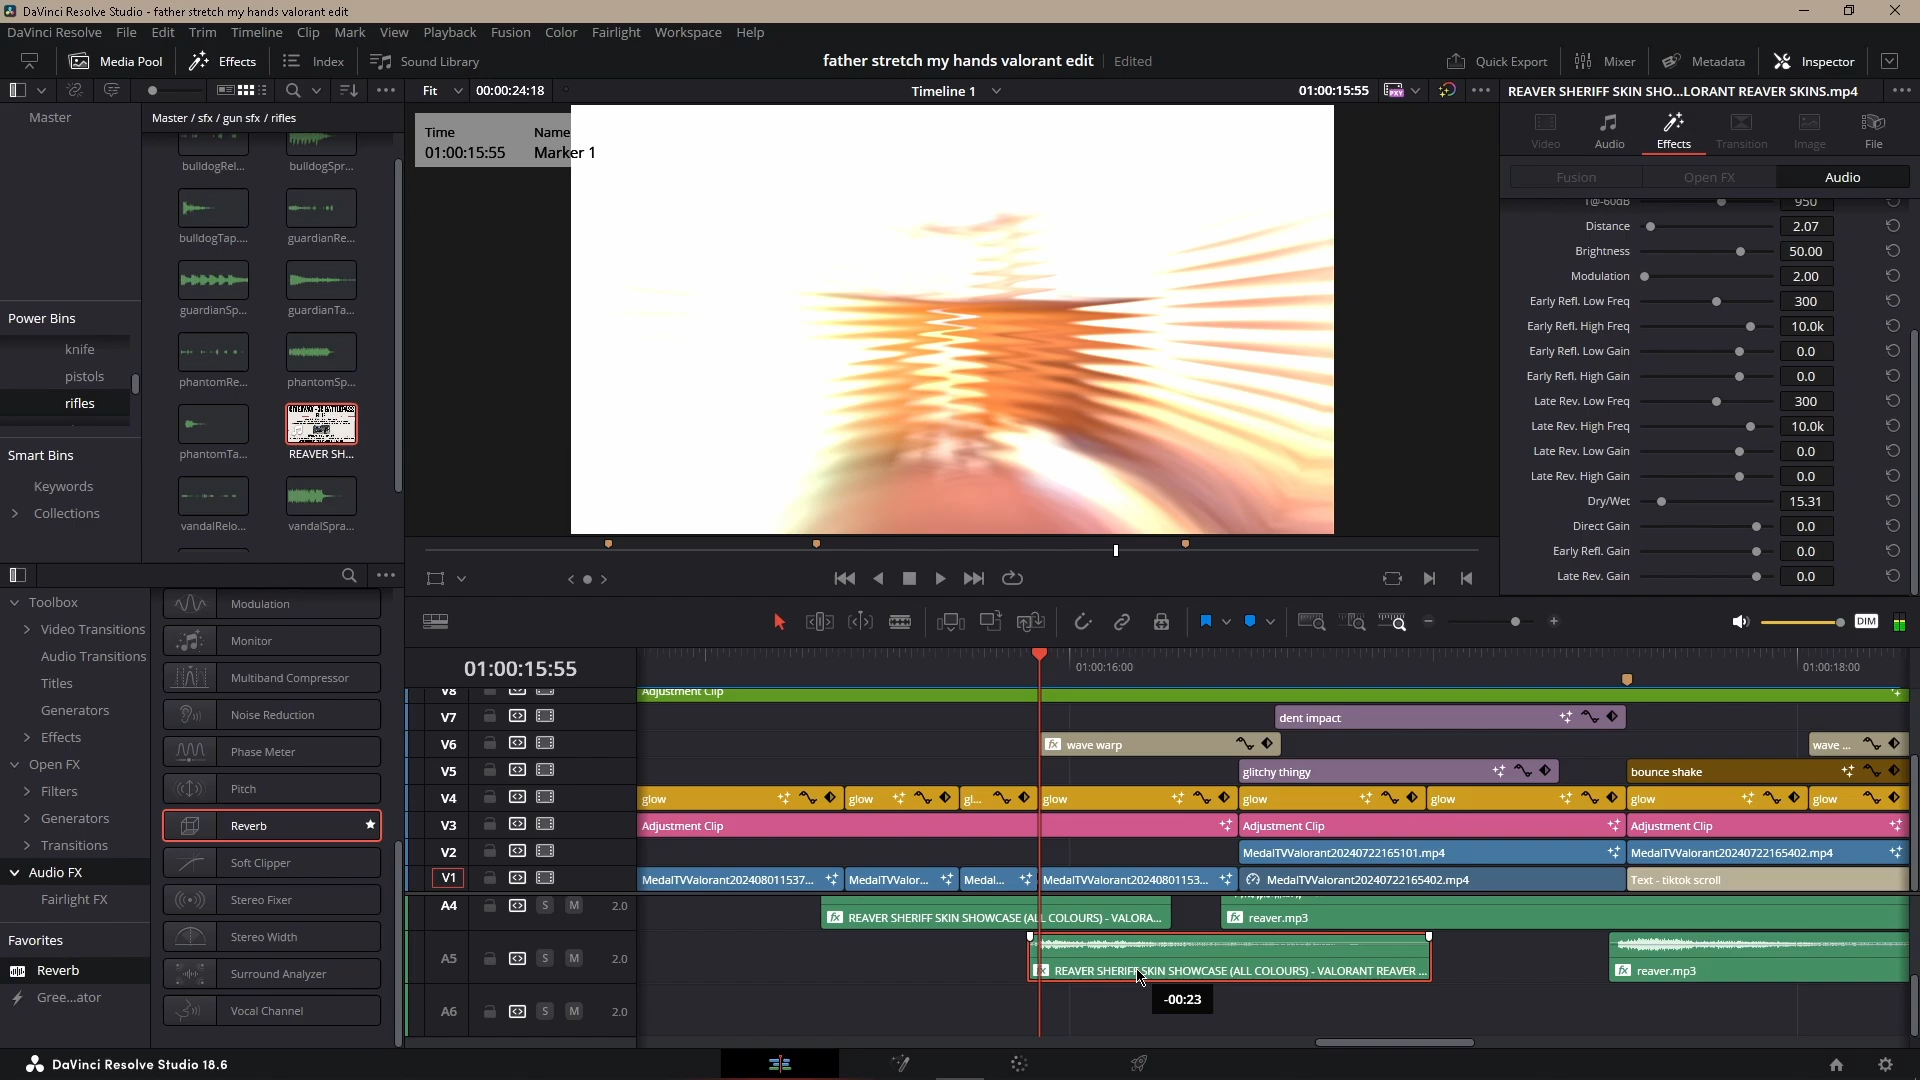 DaVinci Resolve Studio - father stretch my hands valorant edit
DaVinci Resolve File Edit Trim Timeline Clip Mark View Playback Fusion Color Fairlight Workspace Help
Media Pool Effects Index Sound Library father stretch my hands valorant edit Edited Quick Export Mixer Metadata Inspector
Fit 00:00:24:18 Timeline 1 01:00:15:55 REAVER SHERIFF SKIN SHO...LORANT REAVER SKINS.mp4
Master
Master / sfx / gun sfx / rifles
bulldogRel... bulldogSpr...
bulldogTap.... guardianRe...
guardianSp... guardianTa...
phantomRe... phantomSp...
phantomTa... REAVER SH...
vandalRelo... vandalSpra...
Power Bins
knife
pistols
rifles
Smart Bins
Keywords
Collections
Time Name
01:00:15:55 Marker 1
Video Audio Effects Transition Image File
Fusion Open FX Audio
T@-60dB 950
Distance 2.07
Brightness 50.00
Modulation 2.00
Early Refl. Low Freq 300
Early Refl. High Freq 10.0k
Early Refl. Low Gain 0.0
Early Refl. High Gain 0.0
Late Rev. Low Freq 300
Late Rev. High Freq 10.0k
Late Rev. Low Gain 0.0
Late Rev. High Gain 0.0
Dry/Wet 15.31
Direct Gain 0.0
Early Refl. Gain 0.0
Late Rev. Gain 0.0
Toolbox
Video Transitions
Audio Transitions
Titles
Generators
Effects
Open FX
Filters
Generators
Transitions
Audio FX
Fairlight FX
Favorites
Reverb
Gree...ator
Modulation
Monitor
Multiband Compressor
Noise Reduction
Phase Meter
Pitch
Reverb
Soft Clipper
Stereo Fixer
Stereo Width
Surround Analyzer
Vocal Channel
DIM
01:00:15:55 01:00:16:00 01:00:18:00
V8 Adjustment Clip
V7 dent impact
V6 fx wave warp wave ...
V5 glitchy thingy bounce shake
V4 glow glow gl... glow glow glow glow glow
V3 Adjustment Clip Adjustment Clip Adjustment Clip
V2 MedalTVValorant20240722165101.mp4 MedalTVValorant20240722165402.mp4
V1 MedalTVValorant202408011537... MedalTVValor... Medal... MedalTVValorant20240801153... MedalTVValorant20240722165402.mp4 Text - tiktok scroll
A4 S M 2.0 fx REAVER SHERIFF SKIN SHOWCASE (ALL COLOURS) - VALORA... fx reaver.mp3
A5 S M 2.0 fx REAVER SHERIFF SKIN SHOWCASE (ALL COLOURS) - VALORANT REAVER ... fx reaver.mp3
-00:23
A6 S M 2.0
DaVinci Resolve Studio 18.6